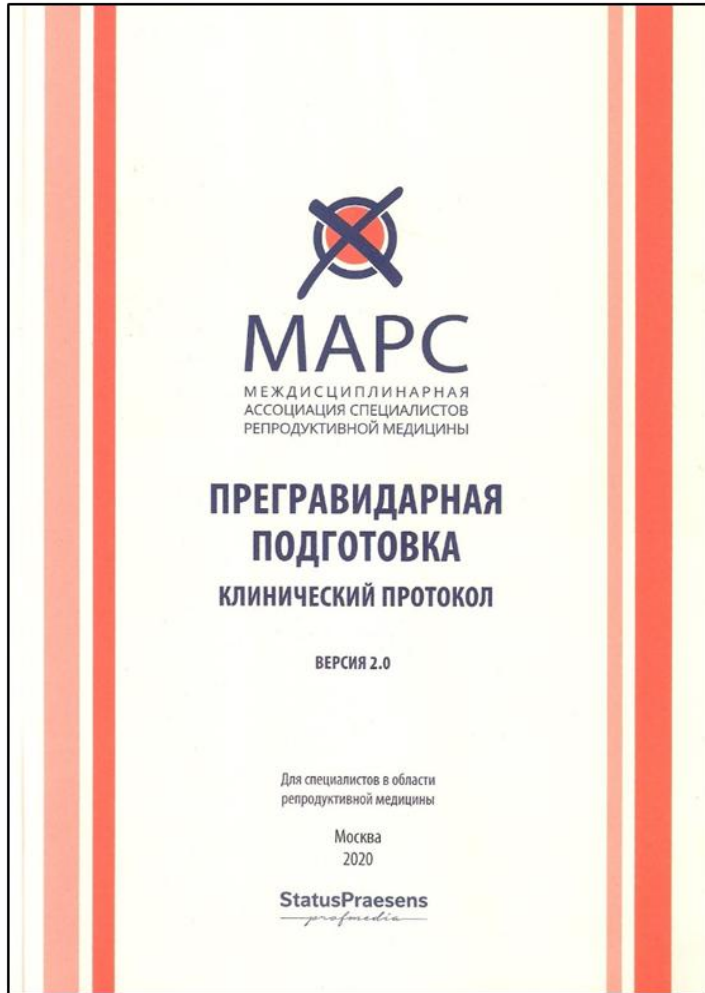 МАРС
МЕЖДИСЦИПЛИНАРНАЯ
АССОЦИАЦИЯ СПЕЦИАЛИСТОВ
РЕПРОДУКТИВНОЙ МЕДИЦИНЫ
ПРЕГРАВИДАРНАЯ
ПОДГОТОВКА
КЛИНИЧЕСКИЙ ПРОТОКОЛ
ВЕРСИЯ 2.0
Для специалистов в области
репродуктивной медицины
Москва
2020
StatusPraesens
profmedia